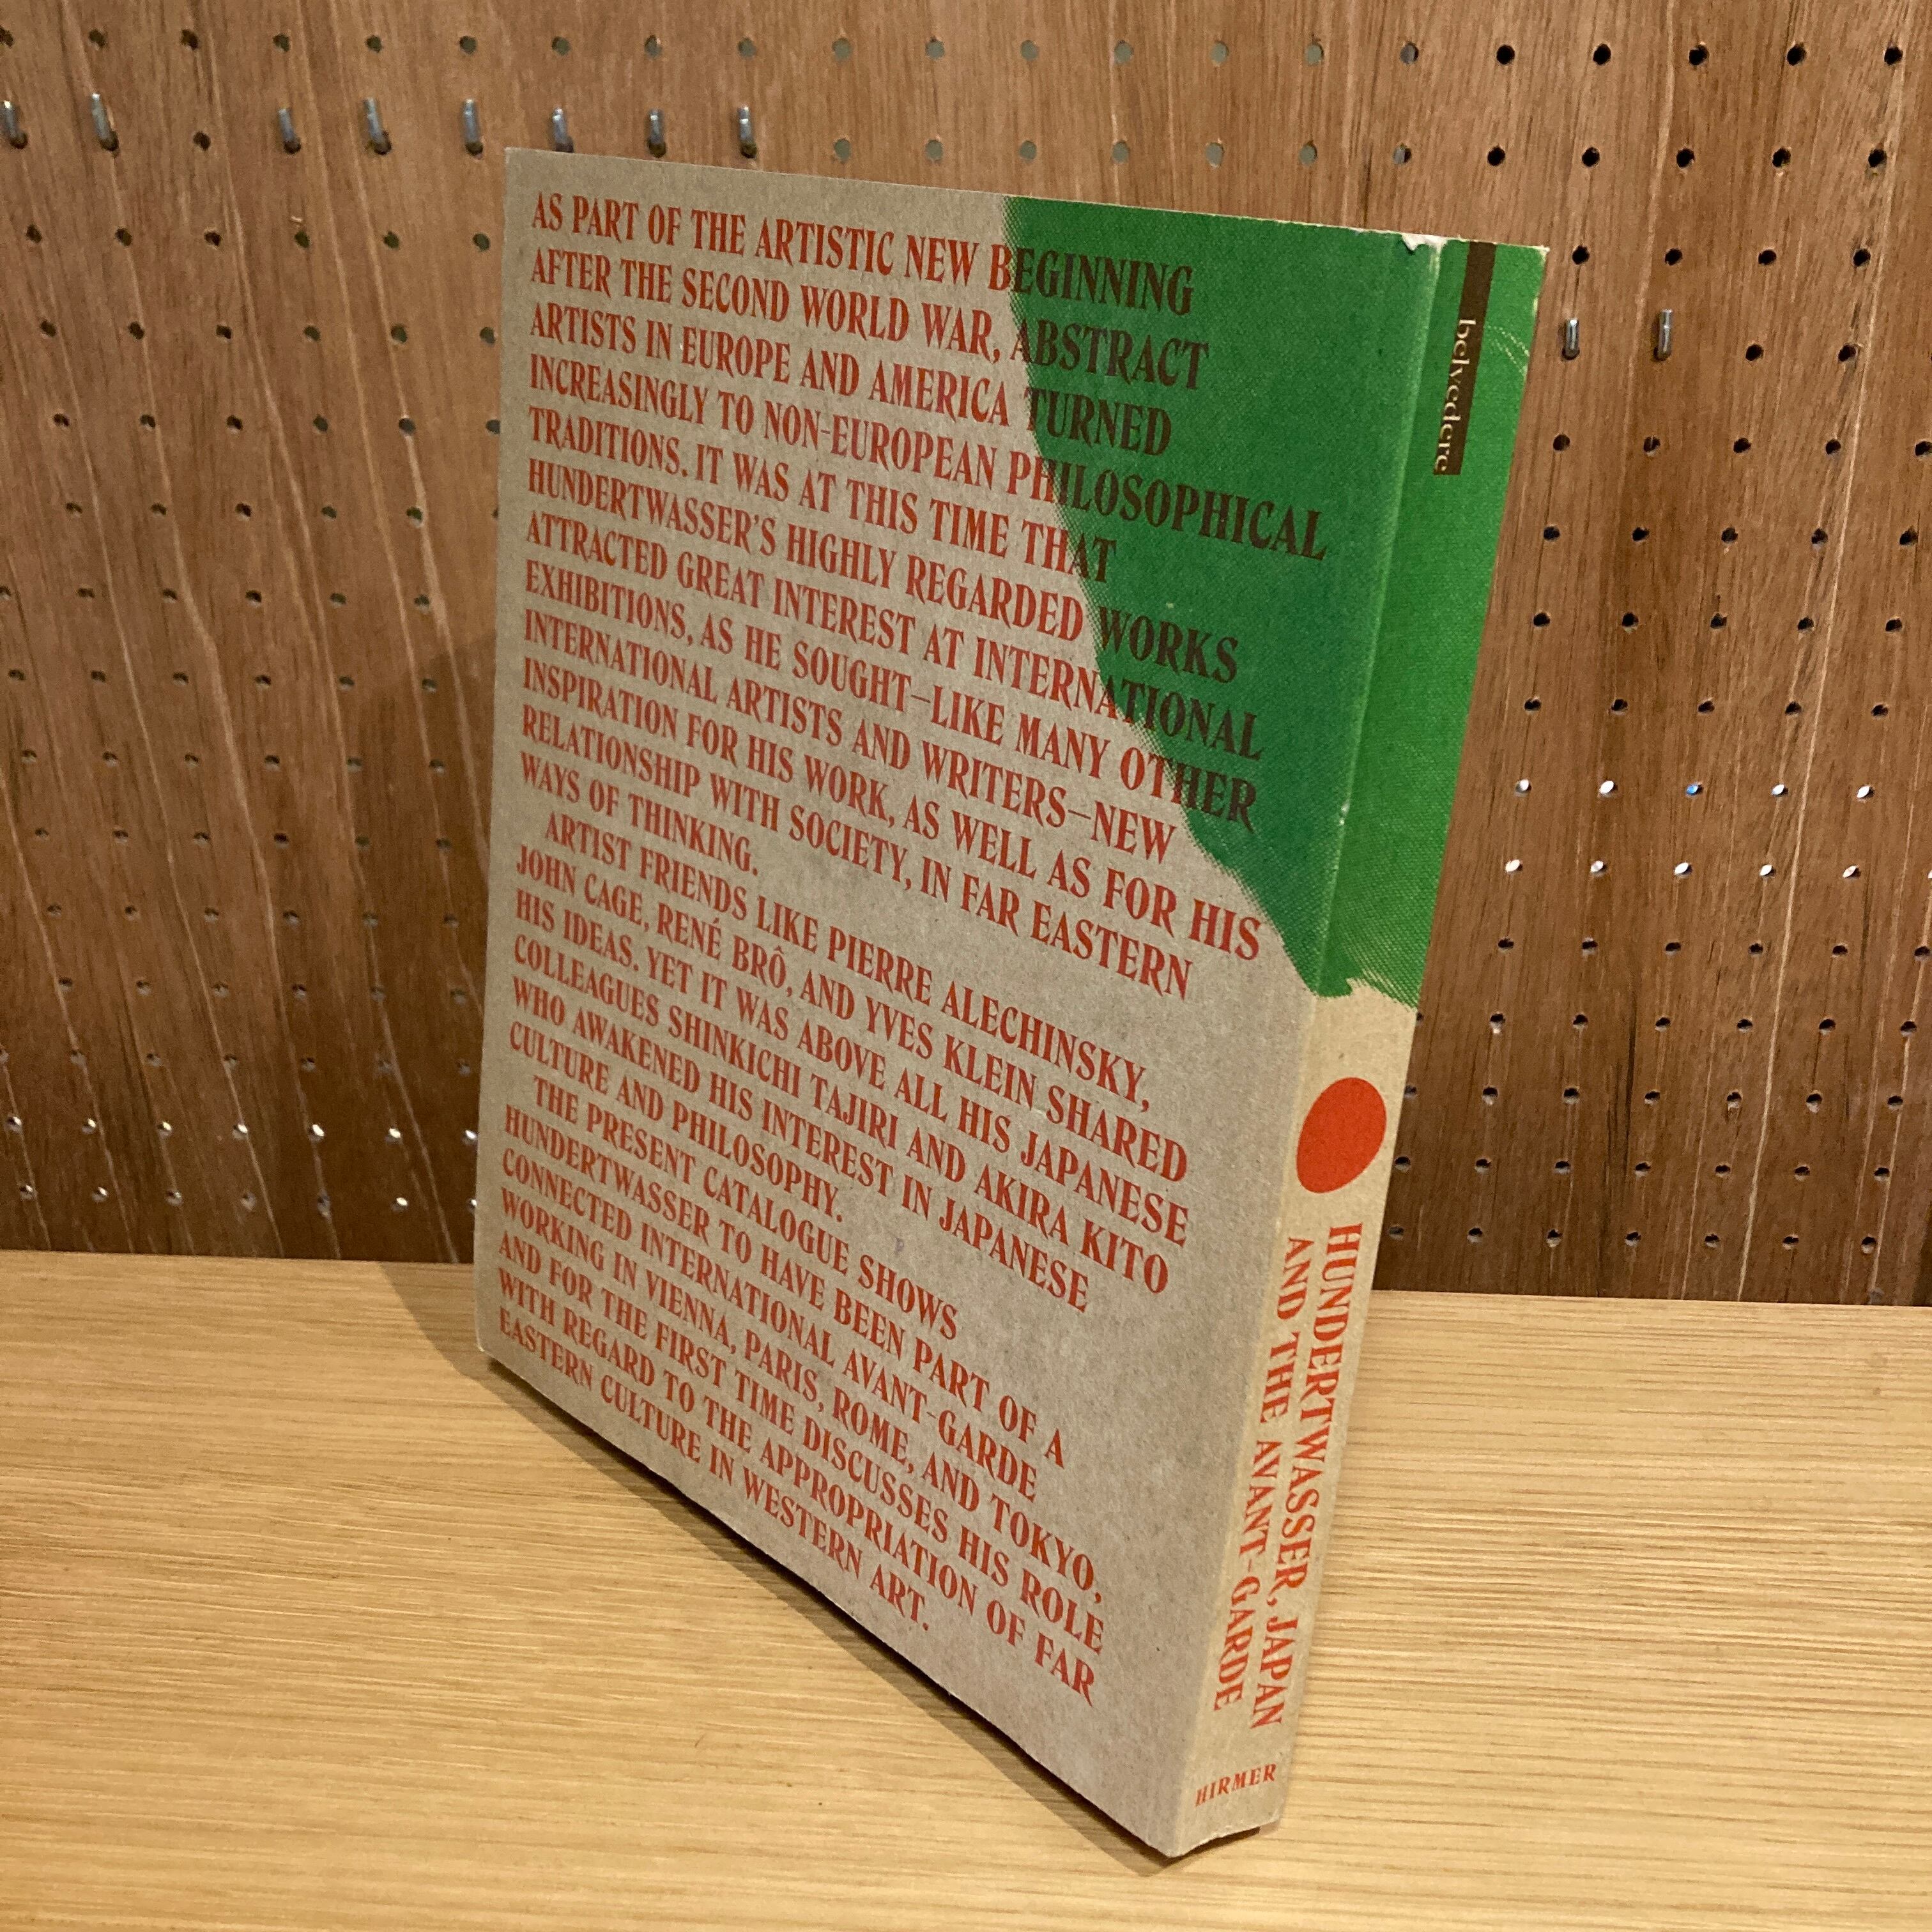 AS PART OF THE ARTISTIC NEW BEGINNING
AFTER THE SECOND WORLD WAR, ABSTRACT
ARTISTS IN EUROPE AND AMERICA TURNED
INCREASINGLY TO NON-EUROPEAN PHILOSOPHICAL
TRADITIONS. IT WAS AT THIS TIME THAT
HUNDERTWASSER'S HIGHLY REGARDED WORKS
ATTRACTED GREAT INTEREST AT INTERNATIONAL
EXHIBITIONS, AS HE SOUGHT–LIKE MANY OTHER
INTERNATIONAL ARTISTS AND WRITERS–NEW
INSPIRATION FOR HIS WORK, AS WELL AS FOR HIS
RELATIONSHIP WITH SOCIETY, IN FAR EASTERN
WAYS OF THINKING.
ARTIST FRIENDS LIKE PIERRE ALECHINSKY,
JOHN CAGE, RENÉ BRÔ, AND YVES KLEIN SHARED
HIS IDEAS. YET IT WAS ABOVE ALL HIS JAPANESE
COLLEAGUES SHINKICHI TAJIRI AND AKIRA KITO
WHO AWAKENED HIS INTEREST IN JAPANESE
CULTURE AND PHILOSOPHY.
THE PRESENT CATALOGUE SHOWS
HUNDERTWASSER TO HAVE BEEN PART OF A
CONNECTED INTERNATIONAL AVANT-GARDE
WORKING IN VIENNA, PARIS, ROME, AND TOKYO,
AND FOR THE FIRST TIME DISCUSSES HIS ROLE
WITH REGARD TO THE APPROPRIATION OF FAR
EASTERN CULTURE IN WESTERN ART.
belvedere
HUNDERTWASSER, JAPAN
AND THE AVANT-GARDE
HIRMER